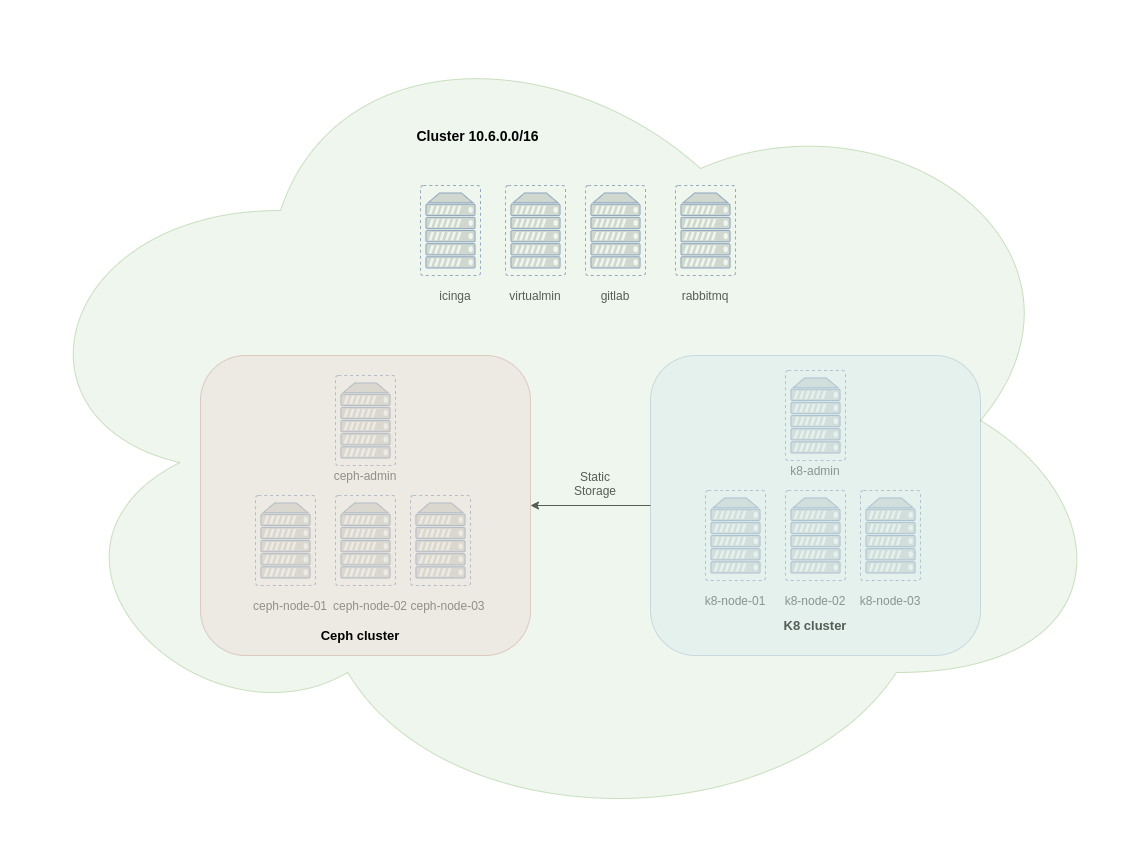 Cluster 10.6.0.0/16
icinga
virtualmin
gitlab
rabbitmq
ceph-admin
k8-admin
Static
Storage
ceph-node-01
ceph-node-02
ceph-node-03
k8-node-01
k8-node-02
k8-node-03
Ceph cluster
K8 cluster